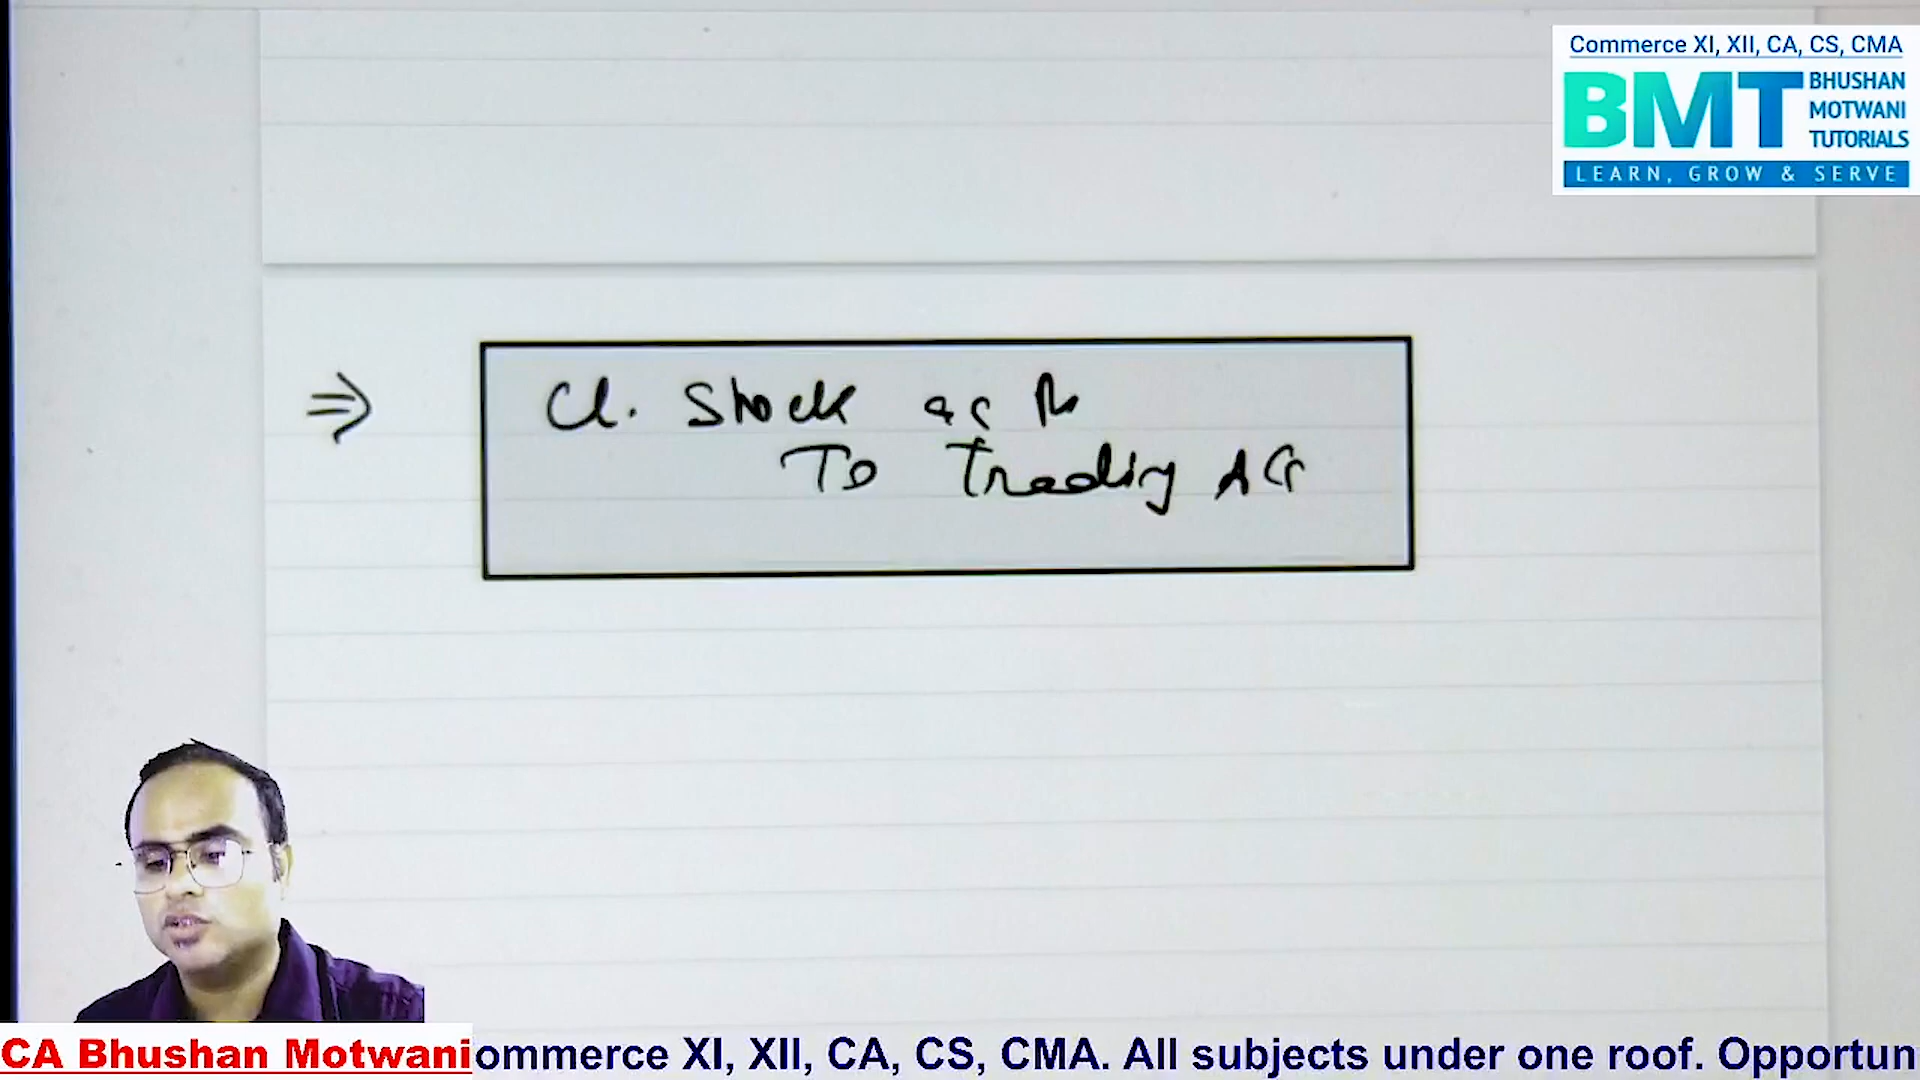 Commerce XI, XII, CA, CS, CMA
BMT
BHUSHAN
MOTWANI
TUTORIALS
LEARN, GROW & SERVE
⇒ Cl. Stock a/c Dr
To Trading A/c
CA Bhushan Motwani
ommerce XI, XII, CA, CS, CMA. All subjects under one roof. Opportun